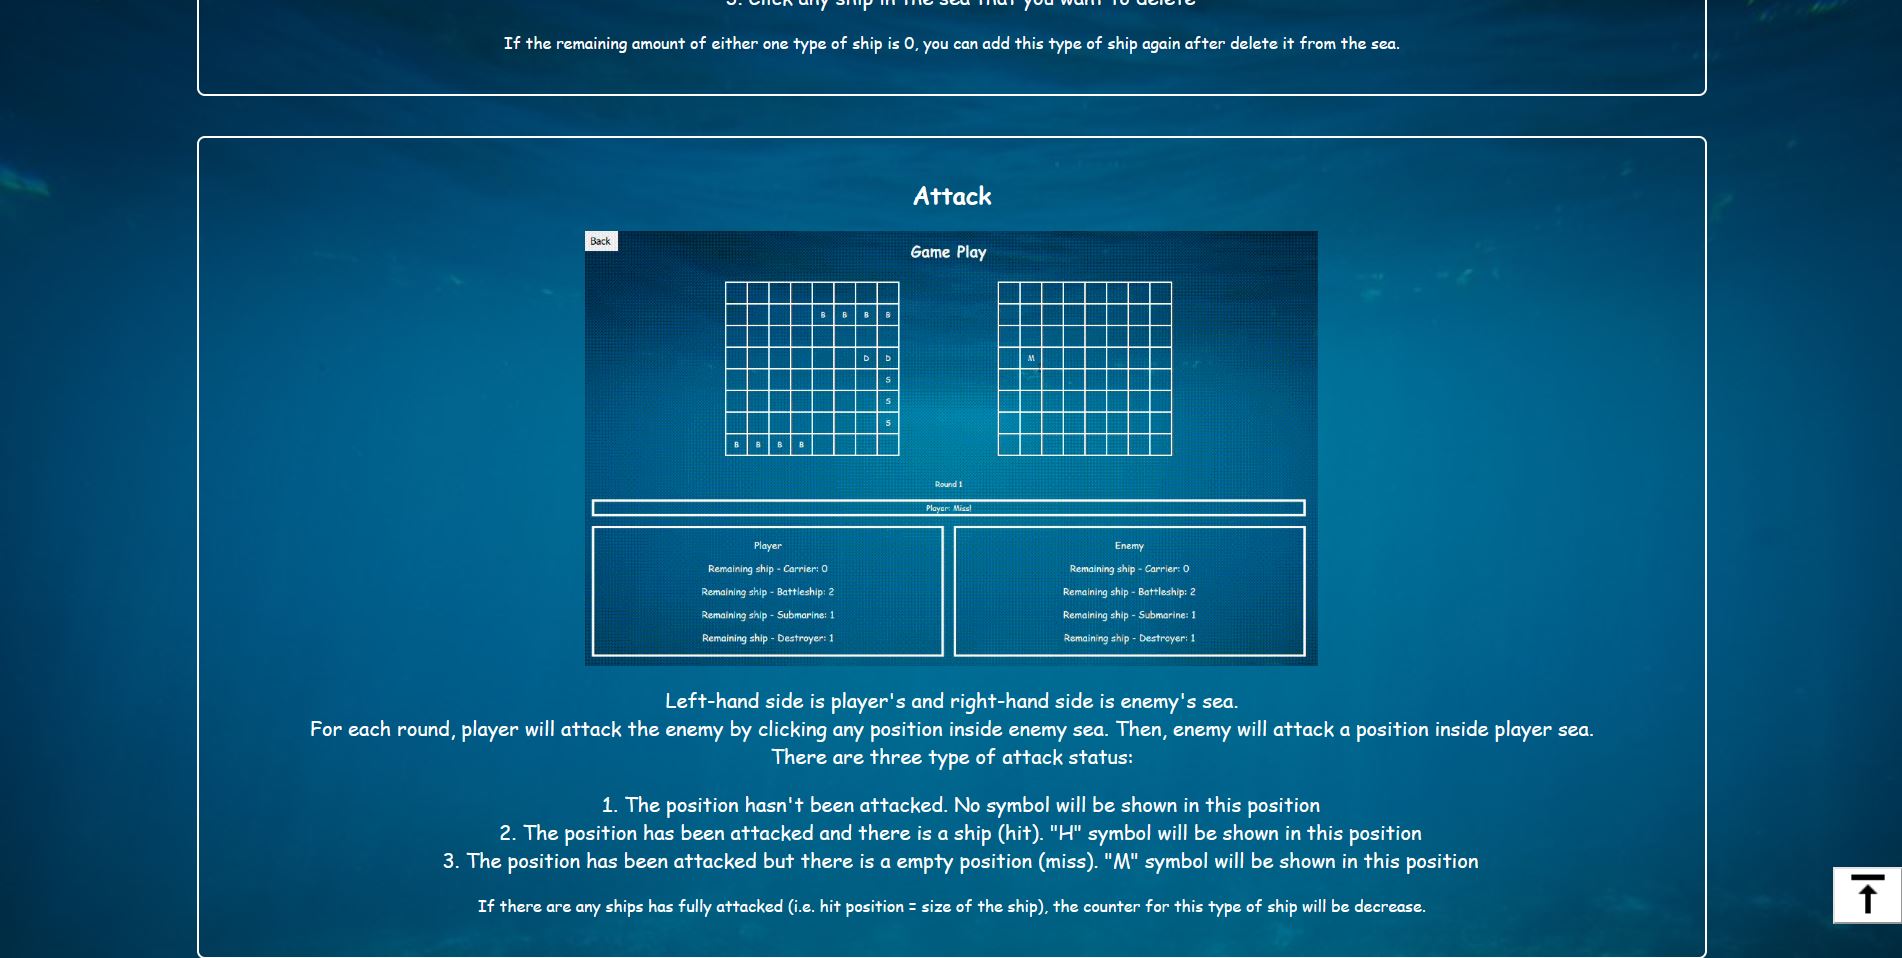 3. Click any ship in the sea that you want to delete
If the remaining amount of either one type of ship is 0, you can add this type of ship again after delete it from the sea.
Attack
Back
Game Play
B B B B
D D
M
S
S
S
B B B B
Round 1
Player: Miss!
Player
Remaining ship - Carrier: 0
Remaining ship - Battleship: 2
Remaining ship - Submarine: 1
Remaining ship - Destroyer: 1
Enemy
Remaining ship - Carrier: 0
Remaining ship - Battleship: 2
Remaining ship - Submarine: 1
Remaining ship - Destroyer: 1
Left-hand side is player's and right-hand side is enemy's sea.
For each round, player will attack the enemy by clicking any position inside enemy sea. Then, enemy will attack a position inside player sea.
There are three type of attack status:
1. The position hasn't been attacked. No symbol will be shown in this position
2. The position has been attacked and there is a ship (hit). "H" symbol will be shown in this position
3. The position has been attacked but there is a empty position (miss). "M" symbol will be shown in this position
If there are any ships has fully attacked (i.e. hit position = size of the ship), the counter for this type of ship will be decrease.